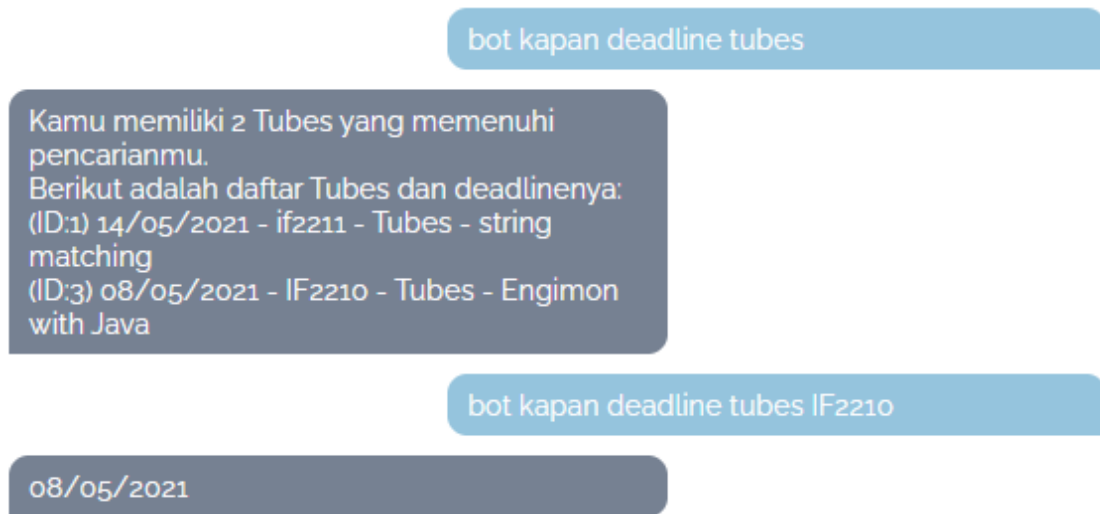 bot kapan deadline tubes
Kamu memiliki 2 Tubes yang memenuhi
pencarianmu.
Berikut adalah daftar Tubes dan deadlinenya:
(ID:1) 14/05/2021 - if2211 - Tubes - string
matching
(ID:3) 08/05/2021 - IF2210 - Tubes - Engimon
with Java
bot kapan deadline tubes IF2210
08/05/2021